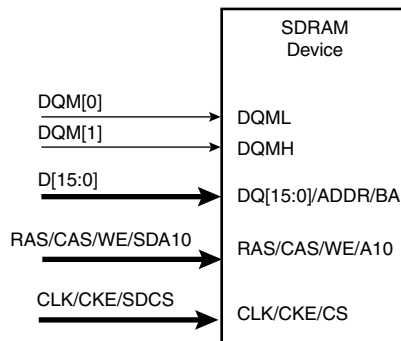 SDRAM
Device
DQM[0]
DQML
DQM[1]
DQMH
D[15:0]
DQ[15:0]/ADDR/BA
RAS/CAS/WE/SDA10
RAS/CAS/WE/A10
CLK/CKE/SDCS
CLK/CKE/CS